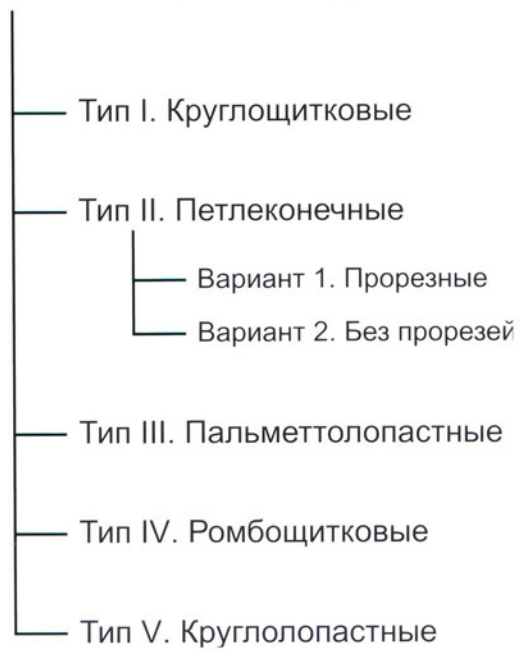 Тип I. Круглощитковые
Тип II. Петлеконечные
Вариант 1. Прорезные
Вариант 2. Без прорезей
Тип III. Пальметтолопастные
Тип IV. Ромбощитковые
Тип V. Круглолопастные